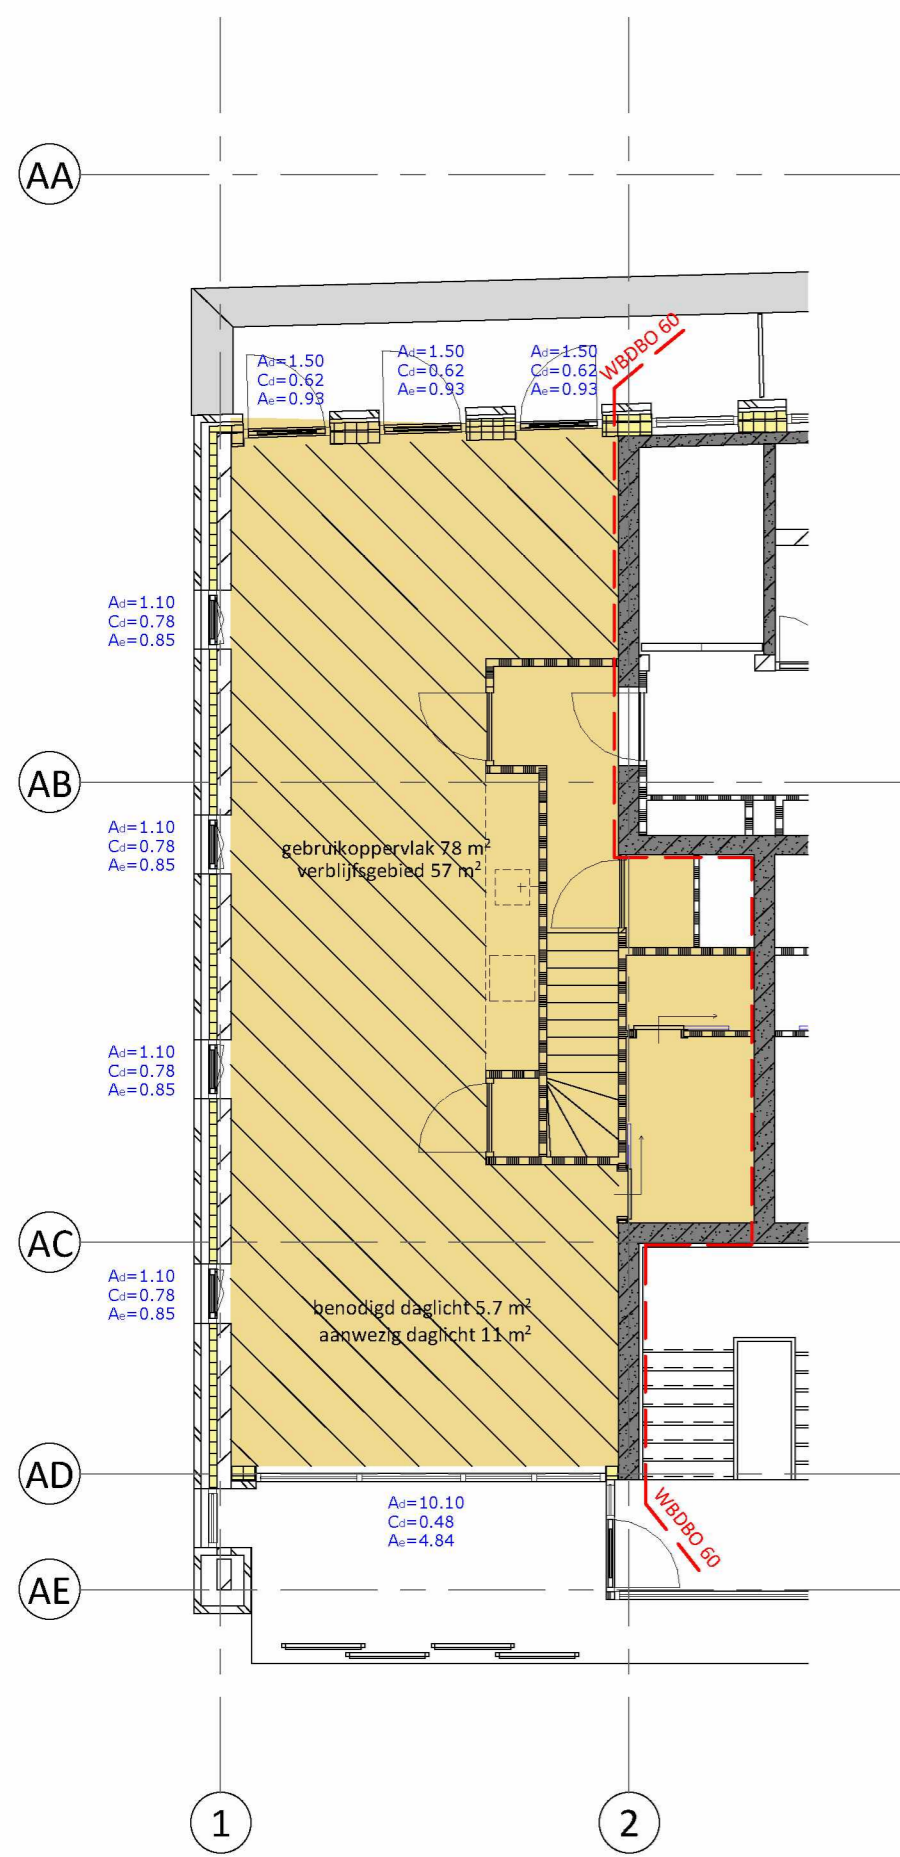 AA
WBDBO 60
Ad=1.50
Cd=0.62
Ae=0.93
Ad=1.50
Cd=0.62
Ae=0.93
Ad=1.50
Cd=0.62
Ae=0.93
Ad=1.10
Cd=0.78
Ae=0.85
AB
Ad=1.10
Cd=0.78
Ae=0.85
gebruikoppervlak 78 m²
verblijfsgebied 57 m²
Ad=1.10
Cd=0.78
Ae=0.85
AC
Ad=1.10
Cd=0.78
Ae=0.85
benodigd daglicht 5.7 m²
aanwezig daglicht 11 m²
AD
Ad=10.10
Cd=0.48
Ae=4.84
WBDBO 60
AE
1
2